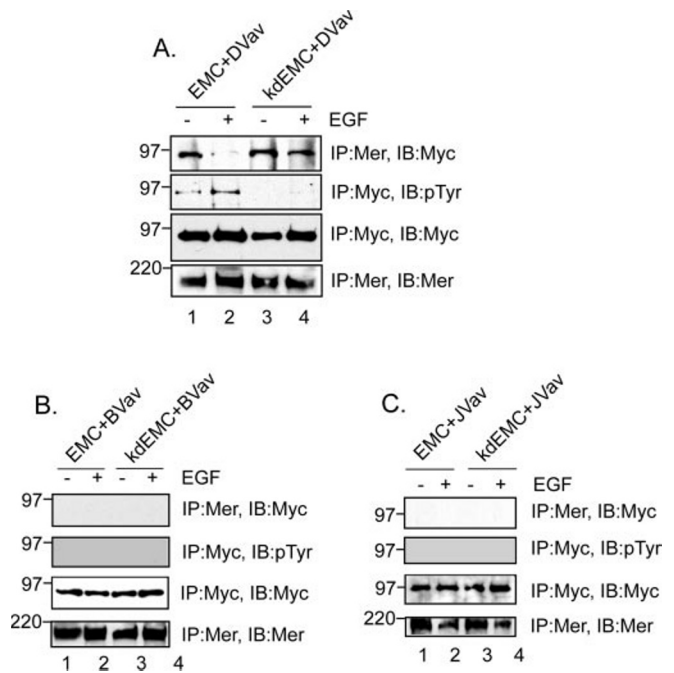 A.
EMC+DVav kdEMC+DVav
- + - + EGF
97 IP:Mer, IB:Myc
97 IP:Myc, IB:pTyr
97 IP:Myc, IB:Myc
220 IP:Mer, IB:Mer
1 2 3 4
B.
EMC+BVav kdEMC+BVav
- + - + EGF
97 IP:Mer, IB:Myc
97 IP:Myc, IB:pTyr
97 IP:Myc, IB:Myc
220 IP:Mer, IB:Mer
1 2 3 4
C.
EMC+JVav kdEMC+JVav
- + - + EGF
97 IP:Mer, IB:Myc
97 IP:Myc, IB:pTyr
97 IP:Myc, IB:Myc
220 IP:Mer, IB:Mer
1 2 3 4